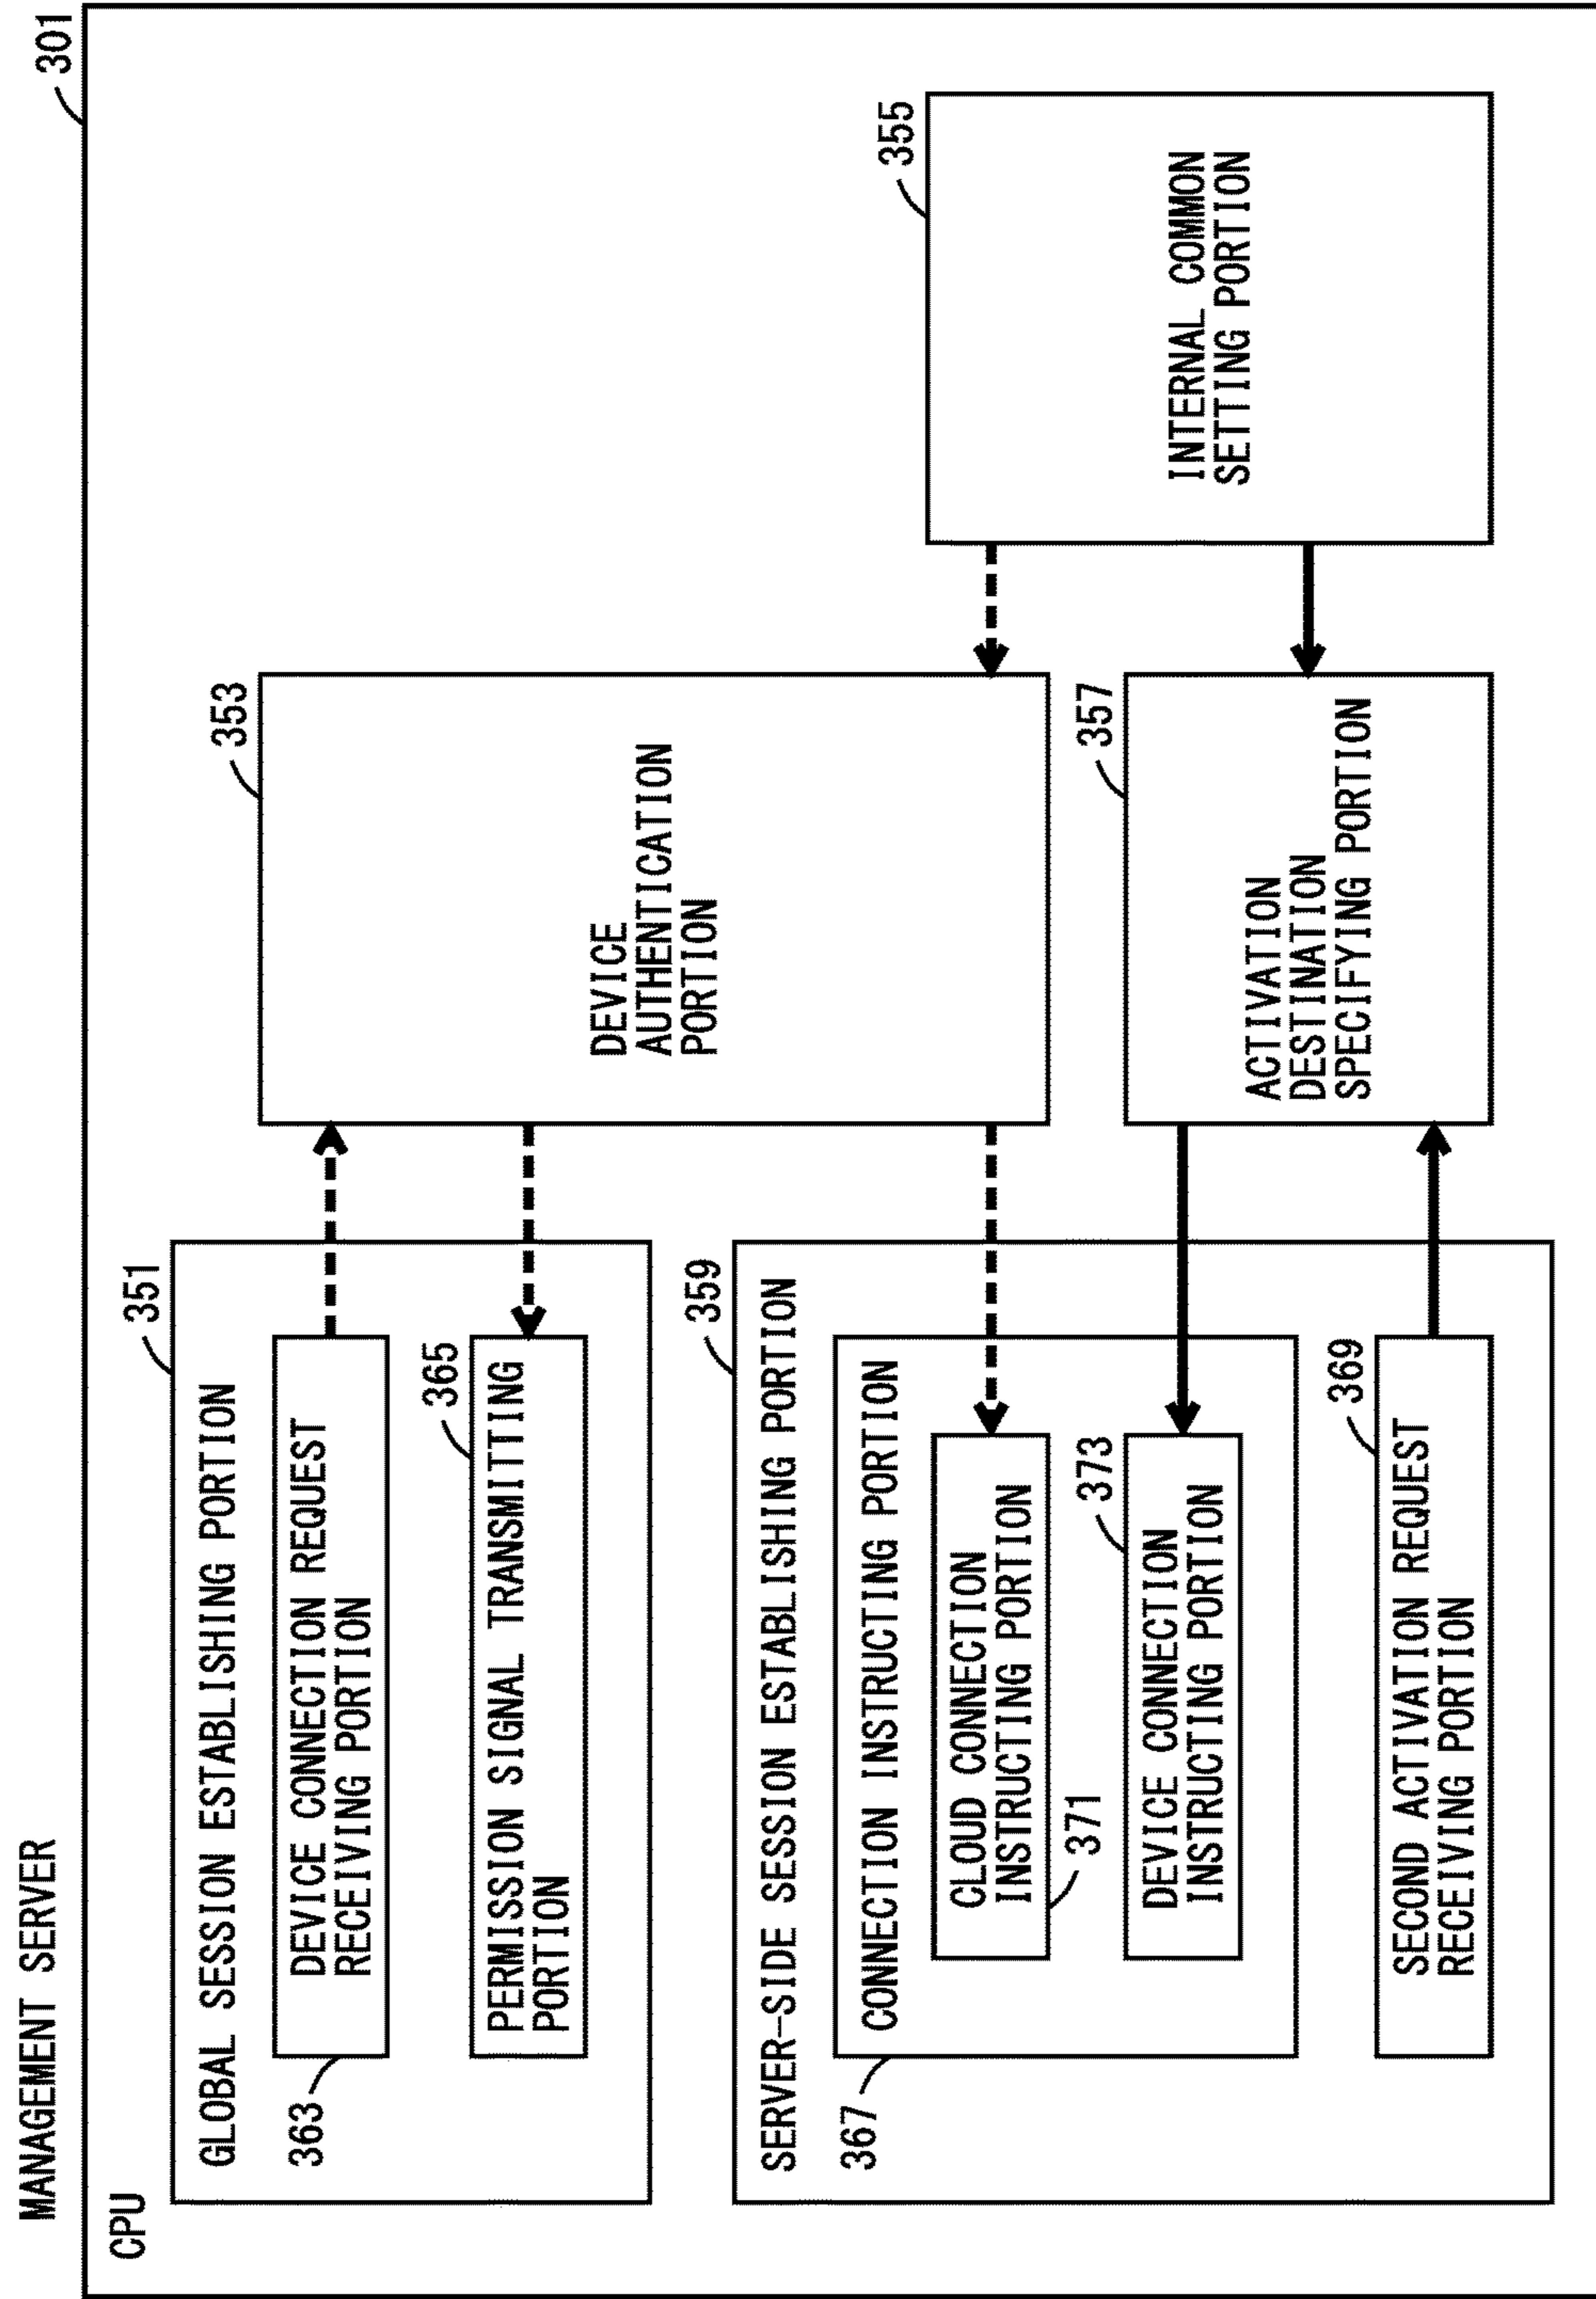 MANAGEMENT SERVER
301
CPU
351
GLOBAL SESSION ESTABLISHING PORTION
363
DEVICE CONNECTION REQUEST
RECEIVING PORTION
365
PERMISSION SIGNAL TRANSMITTING
PORTION
353
DEVICE
AUTHENTICATION
PORTION
355
INTERNAL COMMON
SETTING PORTION
357
ACTIVATION
DESTINATION
SPECIFYING PORTION
359
SERVER-SIDE SESSION ESTABLISHING PORTION
367
CONNECTION INSTRUCTING PORTION
CLOUD CONNECTION
INSTRUCTING PORTION
371
373
DEVICE CONNECTION
INSTRUCTING PORTION
369
SECOND ACTIVATION REQUEST
RECEIVING PORTION